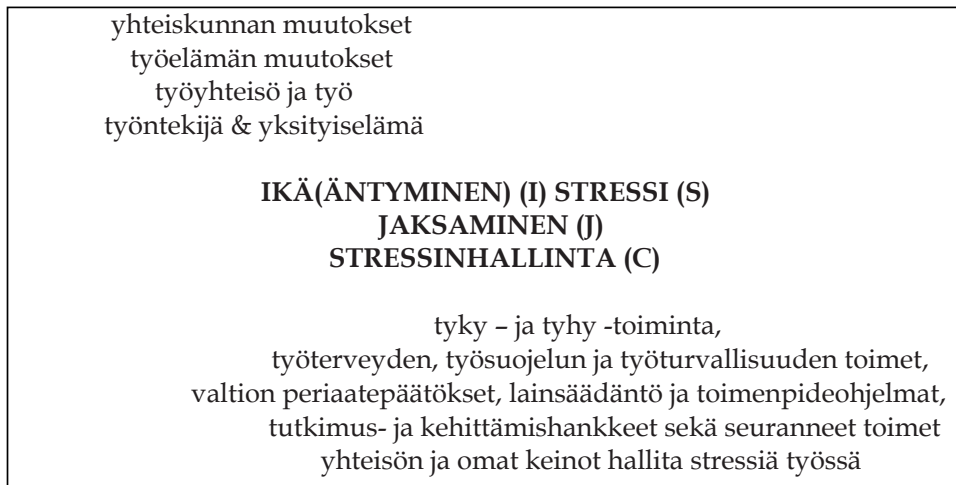 yhteiskunnan muutokset
työelämän muutokset
työyhteisö ja työ
työntekijä & yksityiselämä
IKÄ(ÄNTYMINEN) (I) STRESSI (S)
JAKSAMINEN (J)
STRESSINHALLINTA (C)
tyky – ja tyhy -toiminta,
työterveyden, työsuojelun ja työturvallisuuden toimet,
valtion periaatepäätökset, lainsäädäntö ja toimenpideohjelmat,
tutkimus- ja kehittämishankkeet sekä seuranneet toimet
yhteisön ja omat keinot hallita stressiä työssä